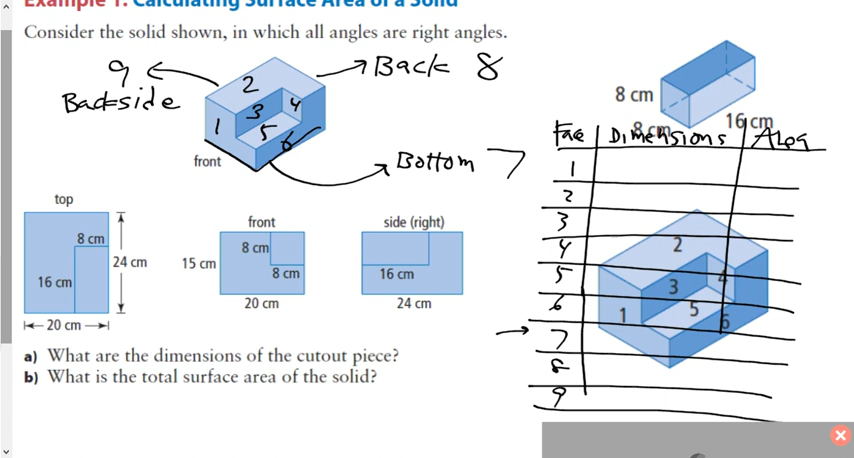 Example 1: Calculating Surface Area of a Solid
Consider the solid shown, in which all angles are right angles.
9
Backside
Back 8
2
3
4
1
5
6
front
Bottom 7
8 cm
8 cm
16 cm
Face Dimensions Area
1
2
3
4
5
6
7
8
9
2
3
4
1
5
6
top
8 cm
16 cm
24 cm
20 cm
front
15 cm
8 cm
8 cm
20 cm
side (right)
16 cm
24 cm
a) What are the dimensions of the cutout piece?
b) What is the total surface area of the solid?